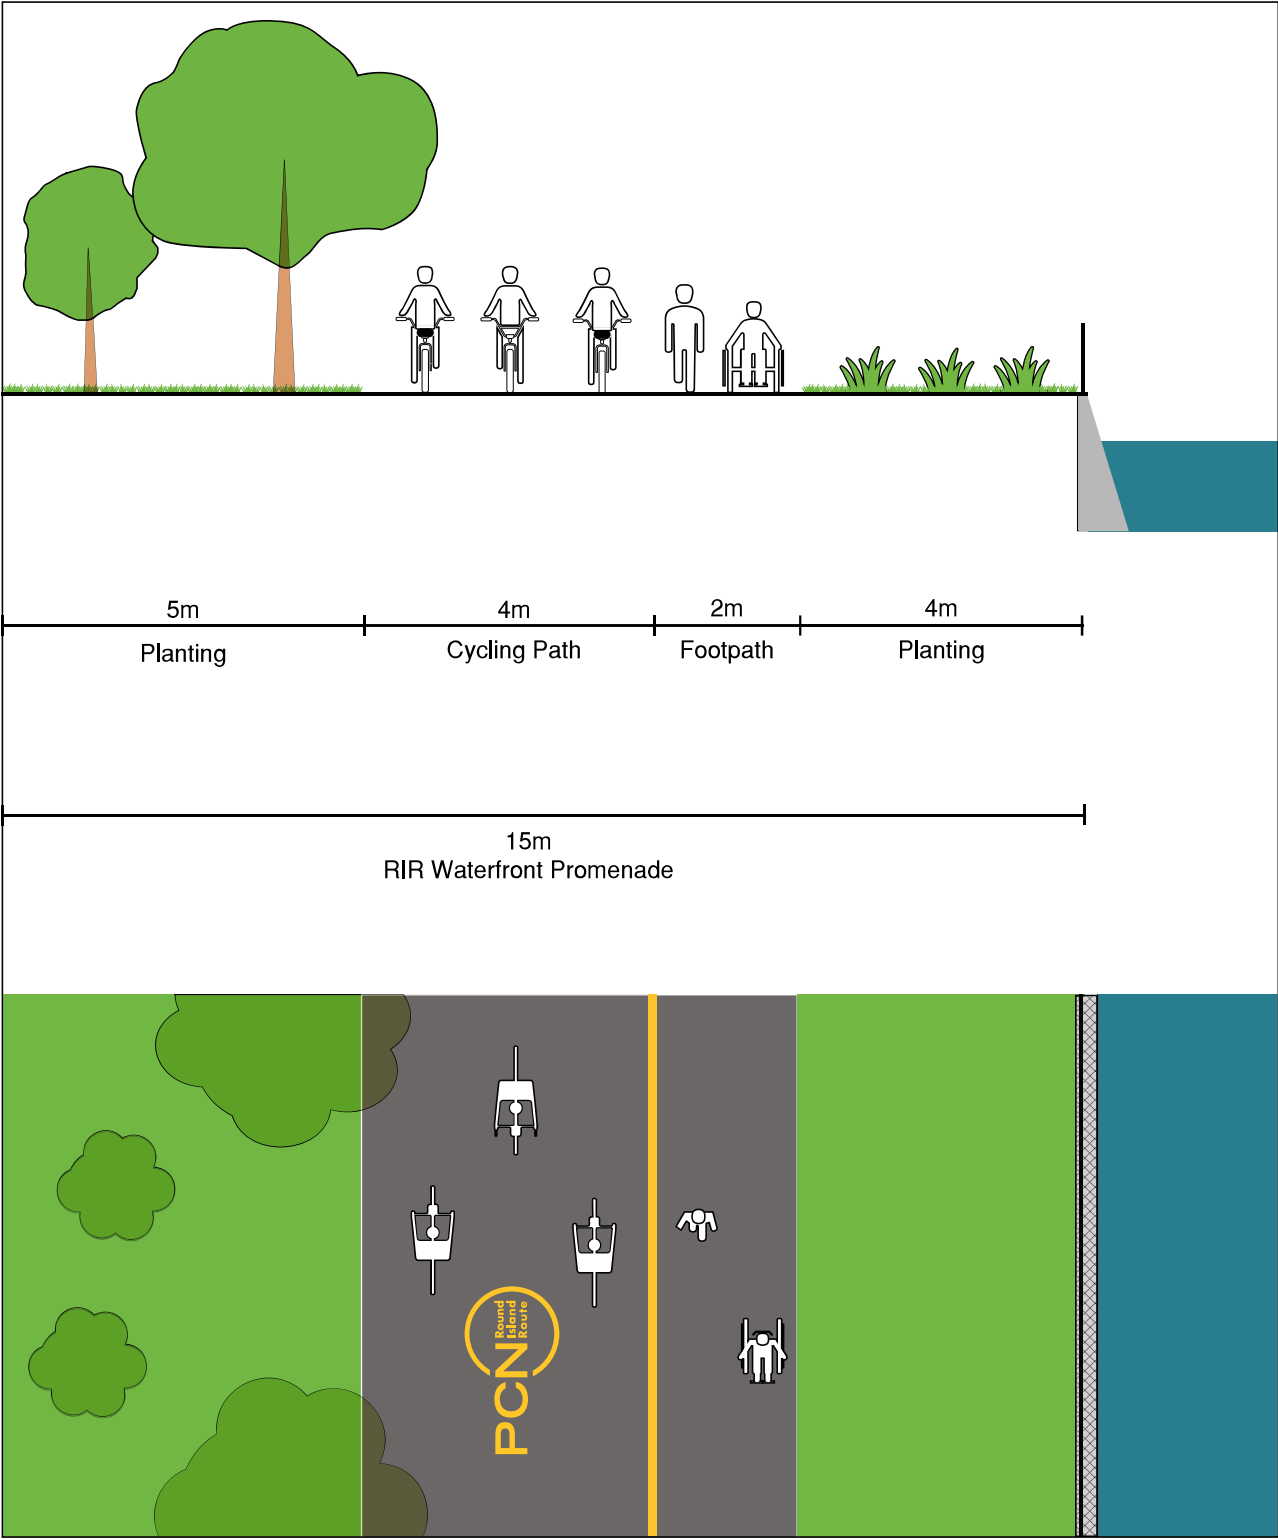 5m
4m
2m
4m
Planting
Cycling Path
Footpath
Planting
15m
RIR Waterfront Promenade
PCN
Round
Island
Route